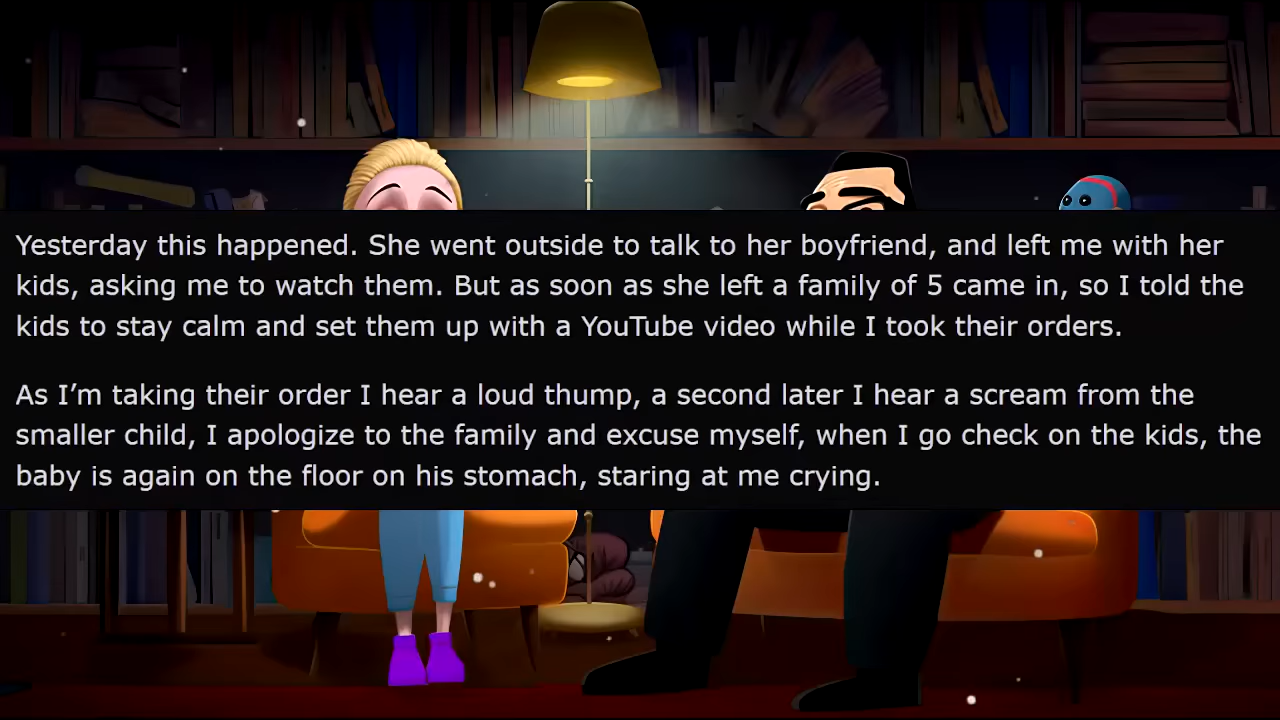 Yesterday this happened. She went outside to talk to her boyfriend, and left me with her
kids, asking me to watch them. But as soon as she left a family of 5 came in, so I told the
kids to stay calm and set them up with a YouTube video while I took their orders.
As I’m taking their order I hear a loud thump, a second later I hear a scream from the
smaller child, I apologize to the family and excuse myself, when I go check on the kids, the
baby is again on the floor on his stomach, staring at me crying.